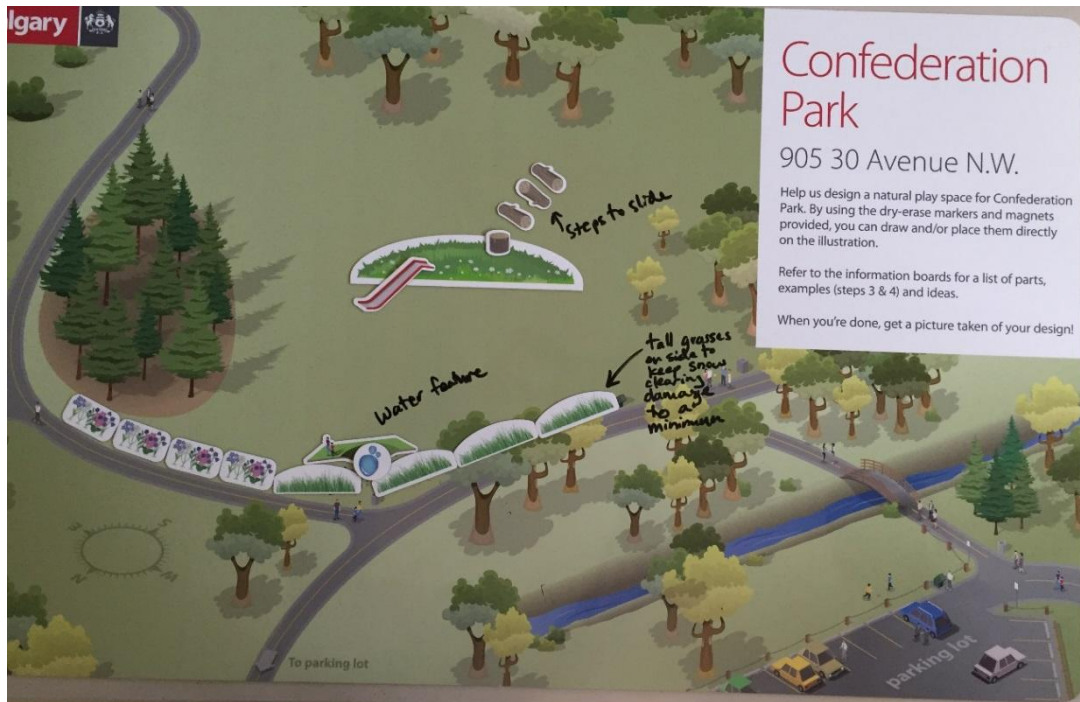 lgary
Confederation
Park
905 30 Avenue N.W.
Help us design a natural play space for Confederation
Park. By using the dry-erase markers and magnets
provided, you can draw and/or place them directly
on the illustration.
Refer to the information boards for a list of parts,
examples (steps 3 & 4) and ideas.
When you're done, get a picture taken of your design!
steps to slide
tall grasses
on side to
keep snow
clearing
damage
to a
minimum
Water feature
To parking lot
parking lot